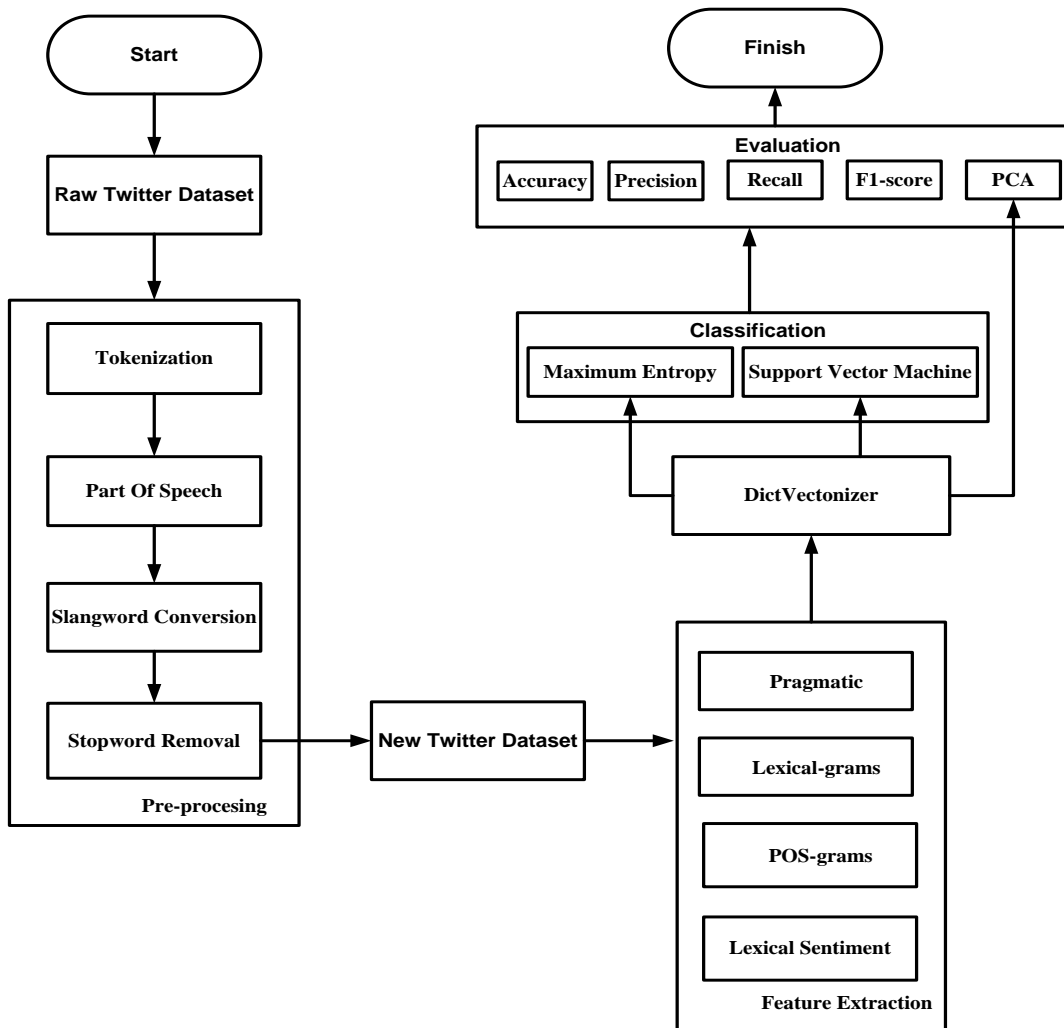 Start
Raw Twitter Dataset
Tokenization
Part Of Speech
Slangword Conversion
Stopword Removal
Pre-procesing
New Twitter Dataset
Pragmatic
Lexical-grams
POS-grams
Lexical Sentiment
Feature Extraction
DictVectonizer
Classification
Maximum Entropy
Support Vector Machine
Evaluation
Accuracy
Precision
Recall
F1-score
PCA
Finish